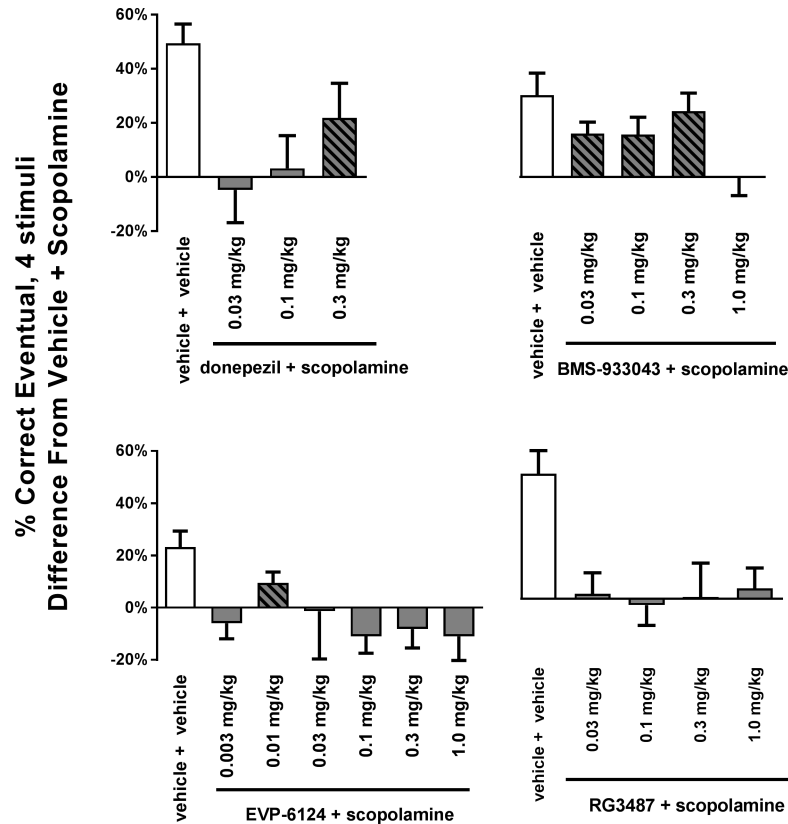 % Correct Eventual, 4 stimuli
Difference From Vehicle + Scopolamine
60%
40%
20%
0%
-20%
vehicle + vehicle
0.03 mg/kg
0.1 mg/kg
0.3 mg/kg
donepezil + scopolamine
vehicle + vehicle
0.03 mg/kg
0.1 mg/kg
0.3 mg/kg
1.0 mg/kg
BMS-933043 + scopolamine
60%
40%
20%
0%
-20%
vehicle + vehicle
0.003 mg/kg
0.01 mg/kg
0.03 mg/kg
0.1 mg/kg
0.3 mg/kg
1.0 mg/kg
EVP-6124 + scopolamine
vehicle + vehicle
0.03 mg/kg
0.1 mg/kg
0.3 mg/kg
1.0 mg/kg
RG3487 + scopolamine